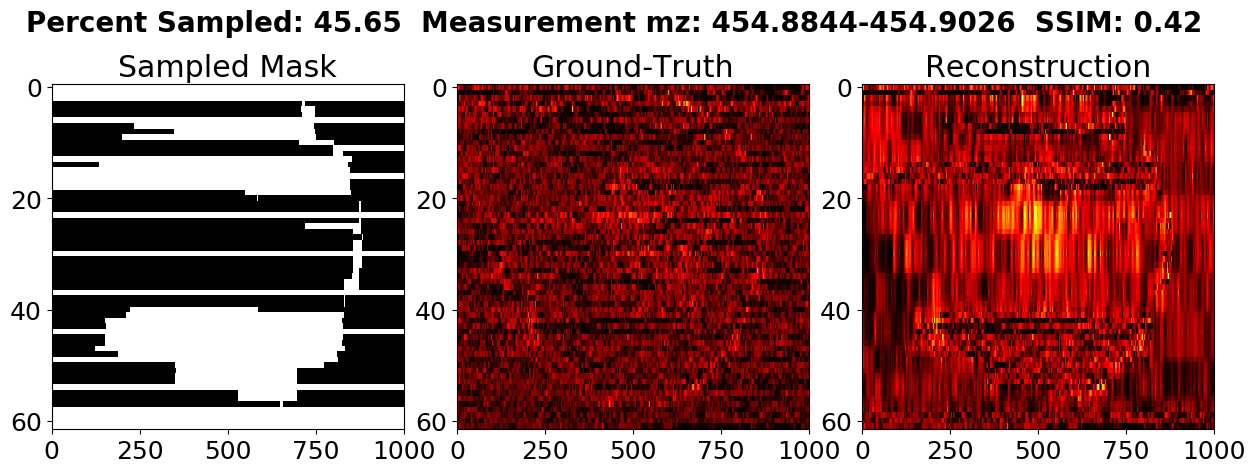 Percent Sampled: 45.65 Measurement mz: 454.8844-454.9026 SSIM: 0.42
Sampled Mask Ground-Truth Reconstruction
0 0 0
20 20 20
40 40 40
60 60 60
0 250 500 750 1000 0 250 500 750 1000 0 250 500 750 1000